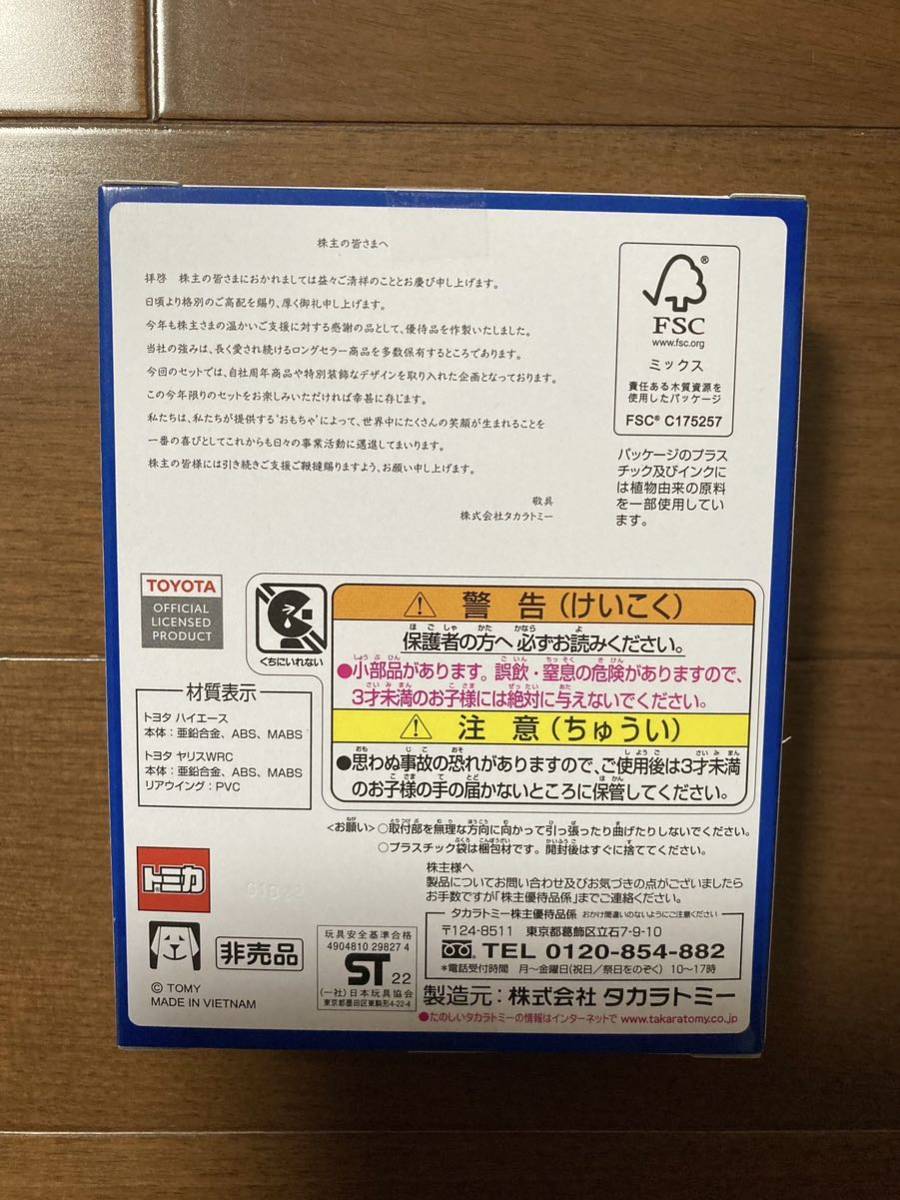 株主の皆さまへ
拝啓　株主の皆さまにおかれましては益々ご清祥のこととお慶び申し上げます。
日頃より格別のご高配を賜り、厚く御礼申し上げます。
今年も株主さまの温かいご支援に対する感謝の品として、優待品を作製いたしました。
当社の強みは、長く愛され続けるロングセラー商品を多数保有するところであります。
今回のセットでは、自社周年商品や特別装飾なデザインを取り入れた企画となっております。
この今年限りのセットをお楽しみいただければ幸甚に存じます。
私たちは、私たちが提供する"おもちゃ"によって、世界中にたくさんの笑顔が生まれることを
一番の喜びとしてこれからも日々の事業活動に邁進してまいります。
株主の皆様には引き続きご支援ご鞭撻賜りますよう、お願い申し上げます。
敬具
株式会社タカラトミー
®
FSC
www.fsc.org
ミックス
責任ある木質資源を
使用したパッケージ
FSC® C175257
パッケージのプラス
チック及びインクに
は植物由来の原料
を一部使用してい
ます。
TOYOTA
OFFICIAL
LICENSED
PRODUCT
くちにいれない
警告(けいこく)
保護者の方へ 必ずお読みください。
●小部品があります。誤飲・窒息の危険がありますので、
3才未満のお子様には絶対に与えないでください。
注意(ちゅうい)
●思わぬ事故の恐れがありますので、ご使用後は3才未満
のお子様の手の届かないところに保管してください。
材質表示
トヨタ ハイエース
本体：亜鉛合金、ABS、MABS
トヨタ ヤリスWRC
本体：亜鉛合金、ABS、MABS
リアウイング：PVC
<お願い>○取付部を無理な方向に向かって引っ張ったり曲げたりしないでください。
○プラスチック袋は梱包材です。開封後はすぐに捨ててください。
株主様へ
製品についてお問い合わせ及びお気づきの点がございましたら
お手数ですが「株主優待品係」までご連絡ください。
タカラトミー株主優待品係 おかけ間違いのないようにご注意ください
〒124-8511　東京都葛飾区立石7-9-10
TEL 0120-854-882
*電話受付時間　月〜金曜日(祝日/祭日をのぞく) 10〜17時
製造元：株式会社 タカラトミー
●たのしいタカラトミーの情報はインターネットで www.takaratomy.co.jp
トミカ
非売品
© TOMY
MADE IN VIETNAM
玩具安全基準合格
4904810 29827 4
ST 22
(一社)日本玩具協会
東京都墨田区東駒形4-22-4